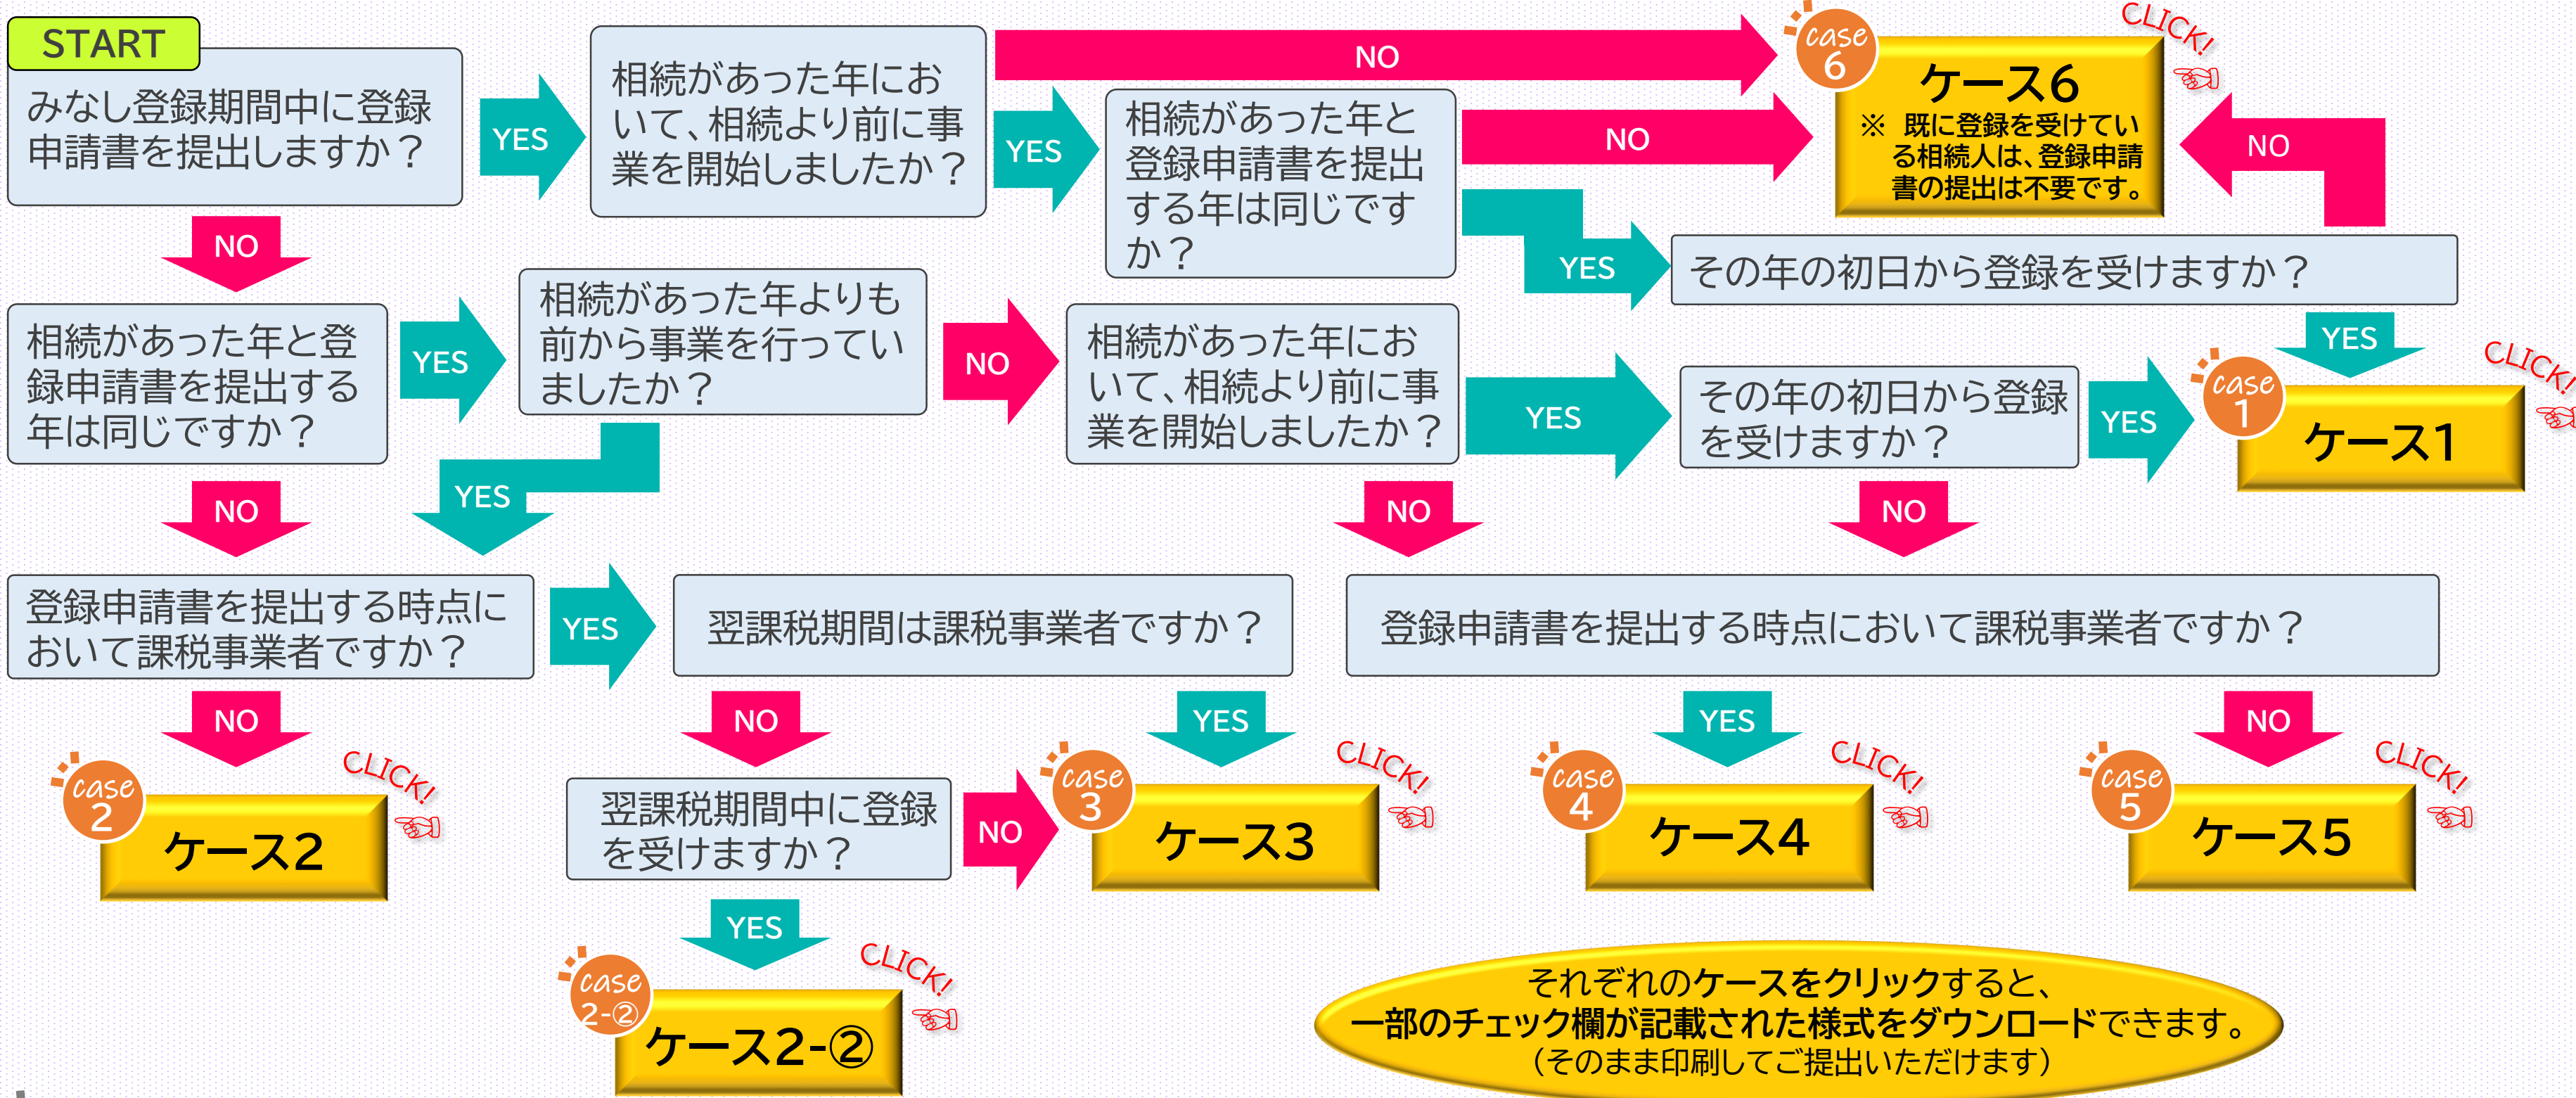 START
みなし登録期間中に登録
申請書を提出しますか？
YES
相続があった年にお
いて、相続より前に事
業を開始しましたか？
NO
YES
相続があった年と
登録申請書を提出
する年は同じです
か？
NO
YES
case
6
ケース6
※ 既に登録を受けてい
る相続人は、登録申請
書の提出は不要です。
CLICK!
NO
その年の初日から登録を受けますか？
YES
NO
相続があった年と登
録申請書を提出する
年は同じですか？
YES
相続があった年よりも
前から事業を行ってい
ましたか？
NO
相続があった年にお
いて、相続より前に事
業を開始しましたか？
YES
その年の初日から登録
を受けますか？
YES
case
1
ケース1
CLICK!
NO
YES
NO
NO
登録申請書を提出する時点に
おいて課税事業者ですか？
YES
翌課税期間は課税事業者ですか？
登録申請書を提出する時点において課税事業者ですか？
NO
NO
YES
YES
NO
case
2
ケース2
CLICK!
翌課税期間中に登録
を受けますか？
NO
case
3
ケース3
CLICK!
case
4
ケース4
CLICK!
case
5
ケース5
CLICK!
YES
case
2-②
ケース2-②
CLICK!
それぞれのケースをクリックすると、
一部のチェック欄が記載された様式をダウンロードできます。
（そのまま印刷してご提出いただけます）